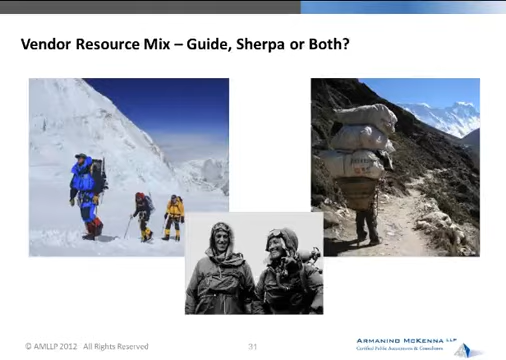 Vendor Resource Mix – Guide, Sherpa or Both?
© AMLLP 2012 - All Rights Reserved
31
ARMANINO MCKENNA LLP
Certified Public Accountants & Consultants